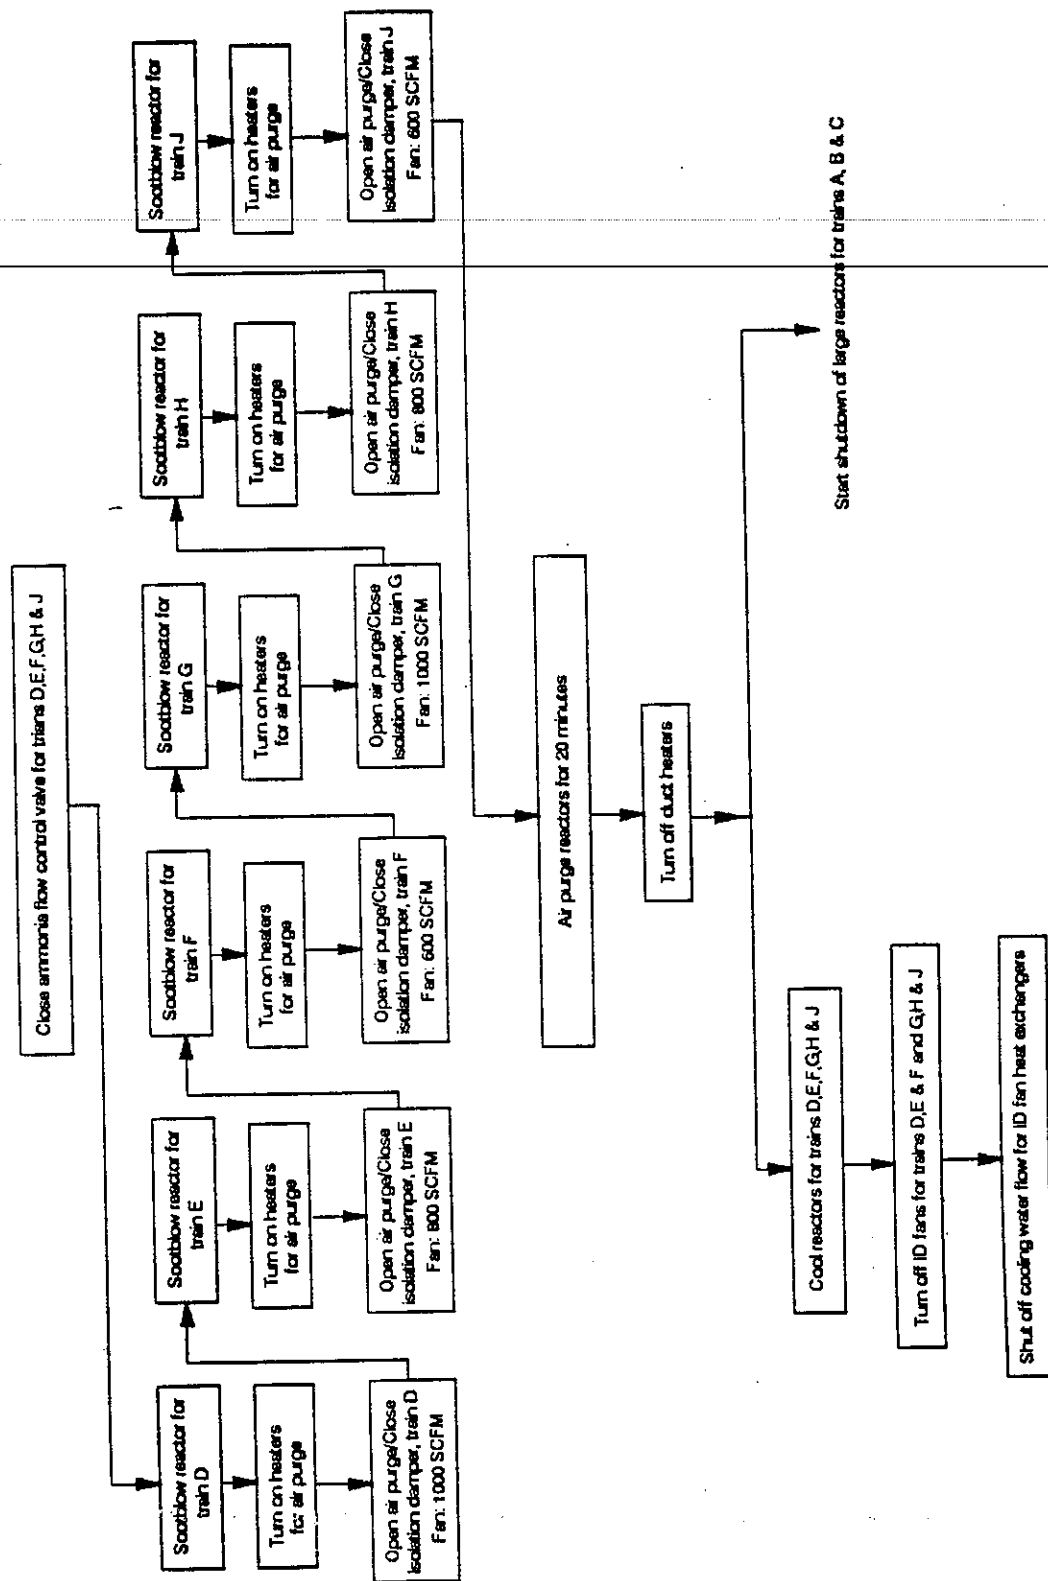 Close ammonia flow control valve for trians D,E,F,G,H & J
Sootblow reactor for
train D
Turn on heaters
for air purge
Open air purge/Close
isolation damper, train D
Fan: 1000 SCFM
Sootblow reactor for
train E
Turn on heaters
for air purge
Open air purge/Close
isolation damper, train E
Fan: 800 SCFM
Sootblow reactor for
train F
Turn on heaters
for air purge
Open air purge/Close
isolation damper, train F
Fan: 600 SCFM
Sootblow reactor for
train G
Turn on heaters
for air purge
Open air purge/Close
isolation damper, train G
Fan: 1000 SCFM
Sootblow reactor for
train H
Turn on heaters
for air purge
Open air purge/Close
isolation damper, train H
Fan: 800 SCFM
Sootblow reactor for
train J
Turn on heaters
for air purge
Open air purge/Close
isolation damper, train J
Fan: 600 SCFM
Air purge reactors for 20 minutes
Turn off duct heaters
Cool reactors for trains D,E,F,G,H & J
Turn off ID fans for trains D,E & F and G,H & J
Shut off cooling water flow for ID fan heat exchangers
Start shutdown of large reactors for trains A, B & C